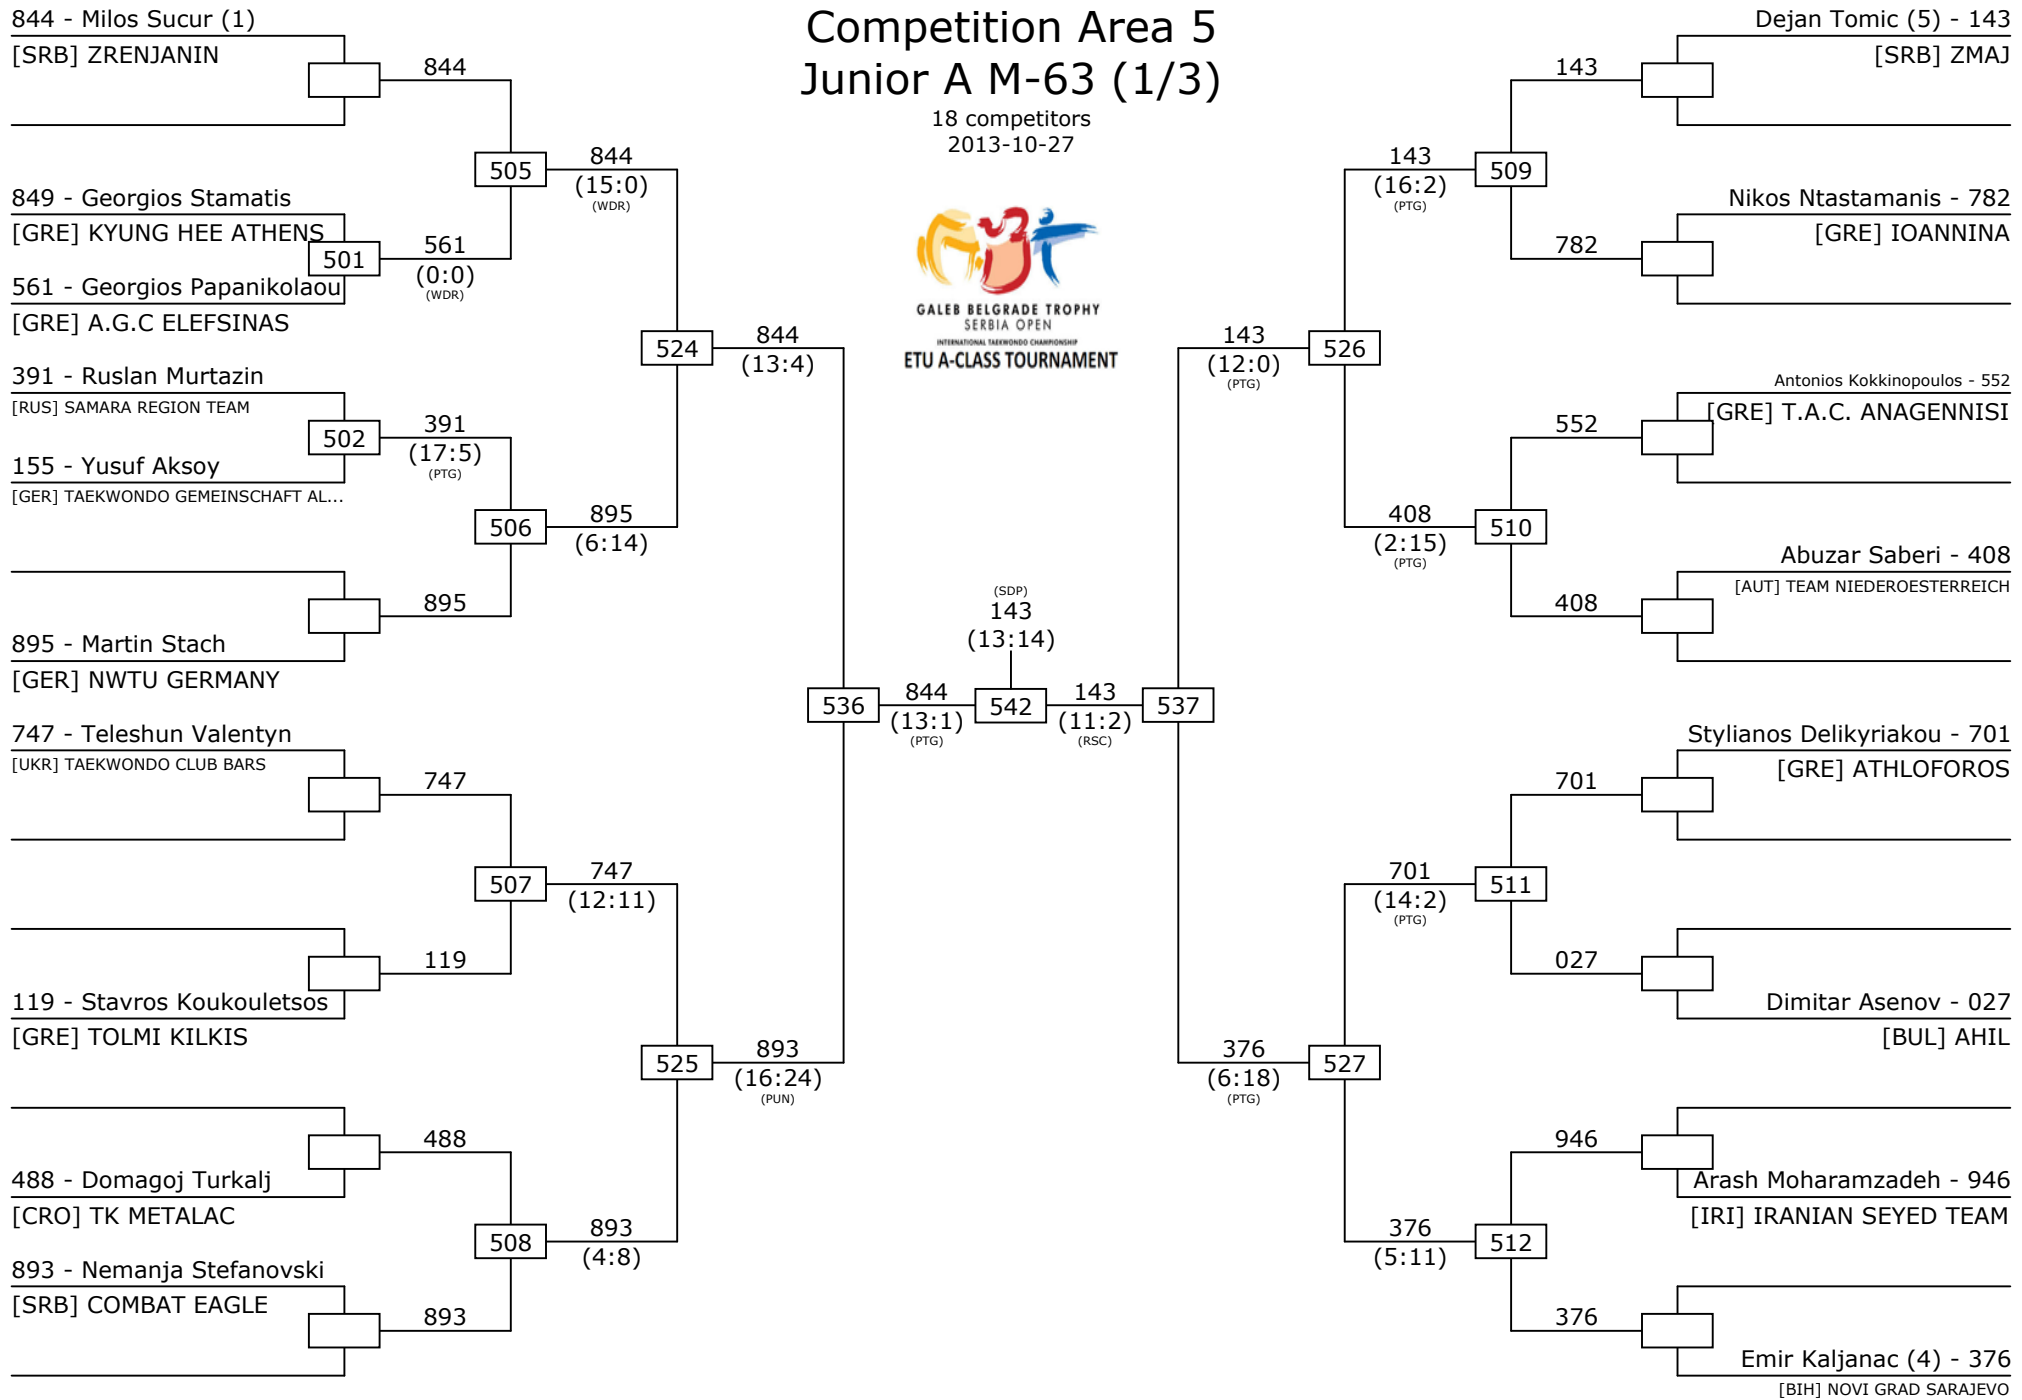 Competition Area 5
Junior A M-63 (1/3)
18 competitors
2013-10-27
GALEB BELGRADE TROPHY
SERBIA OPEN
INTERNATIONAL TAEKWONDO CHAMPIONSHIP
ETU A-CLASS TOURNAMENT
844 - Milos Sucur (1)
[SRB] ZRENJANIN
844
849 - Georgios Stamatis
[GRE] KYUNG HEE ATHENS
501
561
(0:0)
(WDR)
561 - Georgios Papanikolaou
[GRE] A.G.C ELEFSINAS
505
844
(15:0)
(WDR)
391 - Ruslan Murtazin
[RUS] SAMARA REGION TEAM
502
391
(17:5)
(PTG)
155 - Yusuf Aksoy
[GER] TAEKWONDO GEMEINSCHAFT AL...
506
895
(6:14)
895
895 - Martin Stach
[GER] NWTU GERMANY
524
844
(13:4)
747 - Teleshun Valentyn
[UKR] TAEKWONDO CLUB BARS
747
507
747
(12:11)
119
119 - Stavros Koukouletsos
[GRE] TOLMI KILKIS
525
893
(16:24)
(PUN)
488
488 - Domagoj Turkalj
[CRO] TK METALAC
508
893
(4:8)
893 - Nemanja Stefanovski
[SRB] COMBAT EAGLE
893
536
844
(13:1)
(PTG)
(SDP)
143
(13:14)
542
143
(11:2)
(RSC)
537
Dejan Tomic (5) - 143
[SRB] ZMAJ
143
143
(16:2)
(PTG)
509
Nikos Ntastamanis - 782
[GRE] IOANNINA
782
143
(12:0)
(PTG)
526
Antonios Kokkinopoulos - 552
[GRE] T.A.C. ANAGENNISI
552
408
(2:15)
(PTG)
510
Abuzar Saberi - 408
[AUT] TEAM NIEDEROESTERREICH
408
Stylianos Delikyriakou - 701
[GRE] ATHLOFOROS
701
701
(14:2)
(PTG)
511
027
Dimitar Asenov - 027
[BUL] AHIL
376
(6:18)
(PTG)
527
946
Arash Moharamzadeh - 946
[IRI] IRANIAN SEYED TEAM
376
(5:11)
512
376
Emir Kaljanac (4) - 376
[BIH] NOVI GRAD SARAJEVO